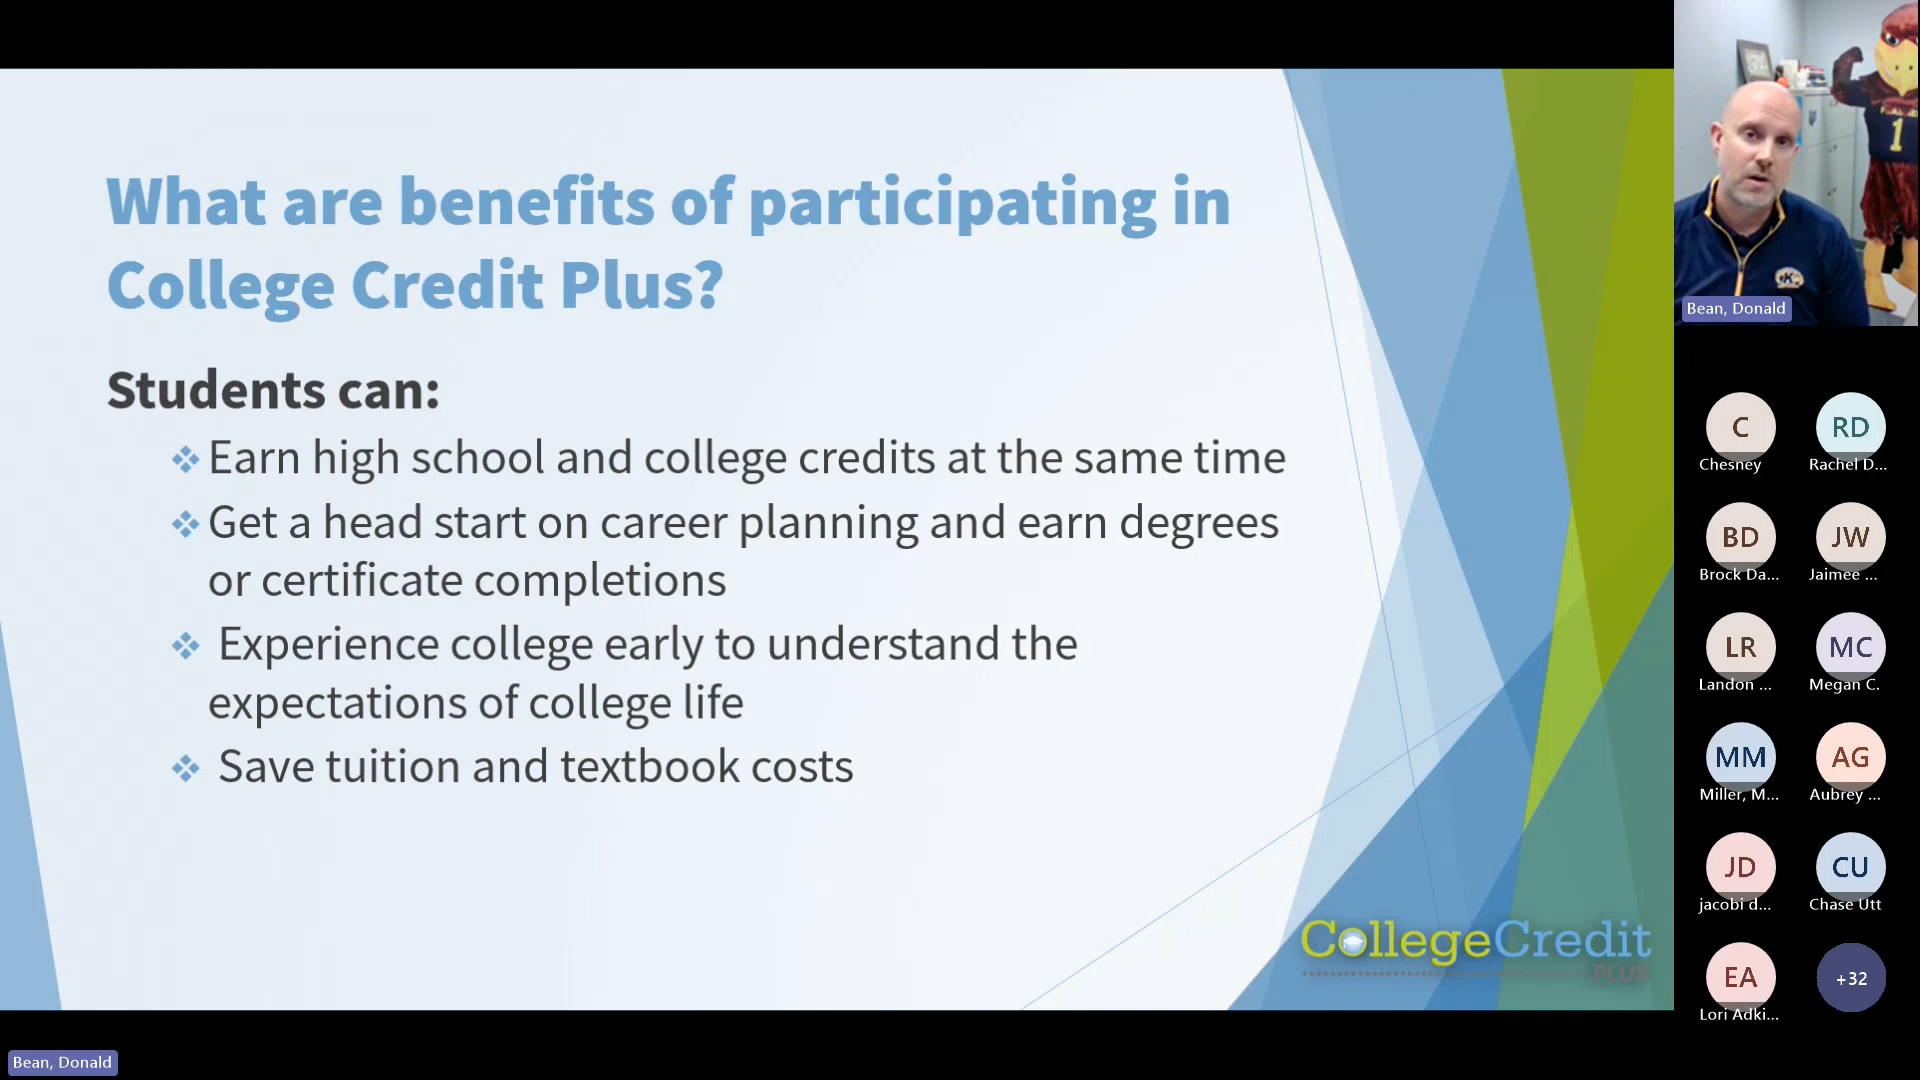 What are benefits of participating in
College Credit Plus?
Students can:
❖ Earn high school and college credits at the same time
❖ Get a head start on career planning and earn degrees
or certificate completions
❖ Experience college early to understand the
expectations of college life
❖ Save tuition and textbook costs
CollegeCredit
PLUS
1
K
Bean, Donald
C
Chesney
RD
Rachel D...
BD
Brock Da...
JW
Jaimee ...
LR
Landon ...
MC
Megan C.
MM
Miller, M...
AG
Aubrey ...
JD
jacobi d...
CU
Chase Utt
EA
Lori Adki...
+32
Bean, Donald